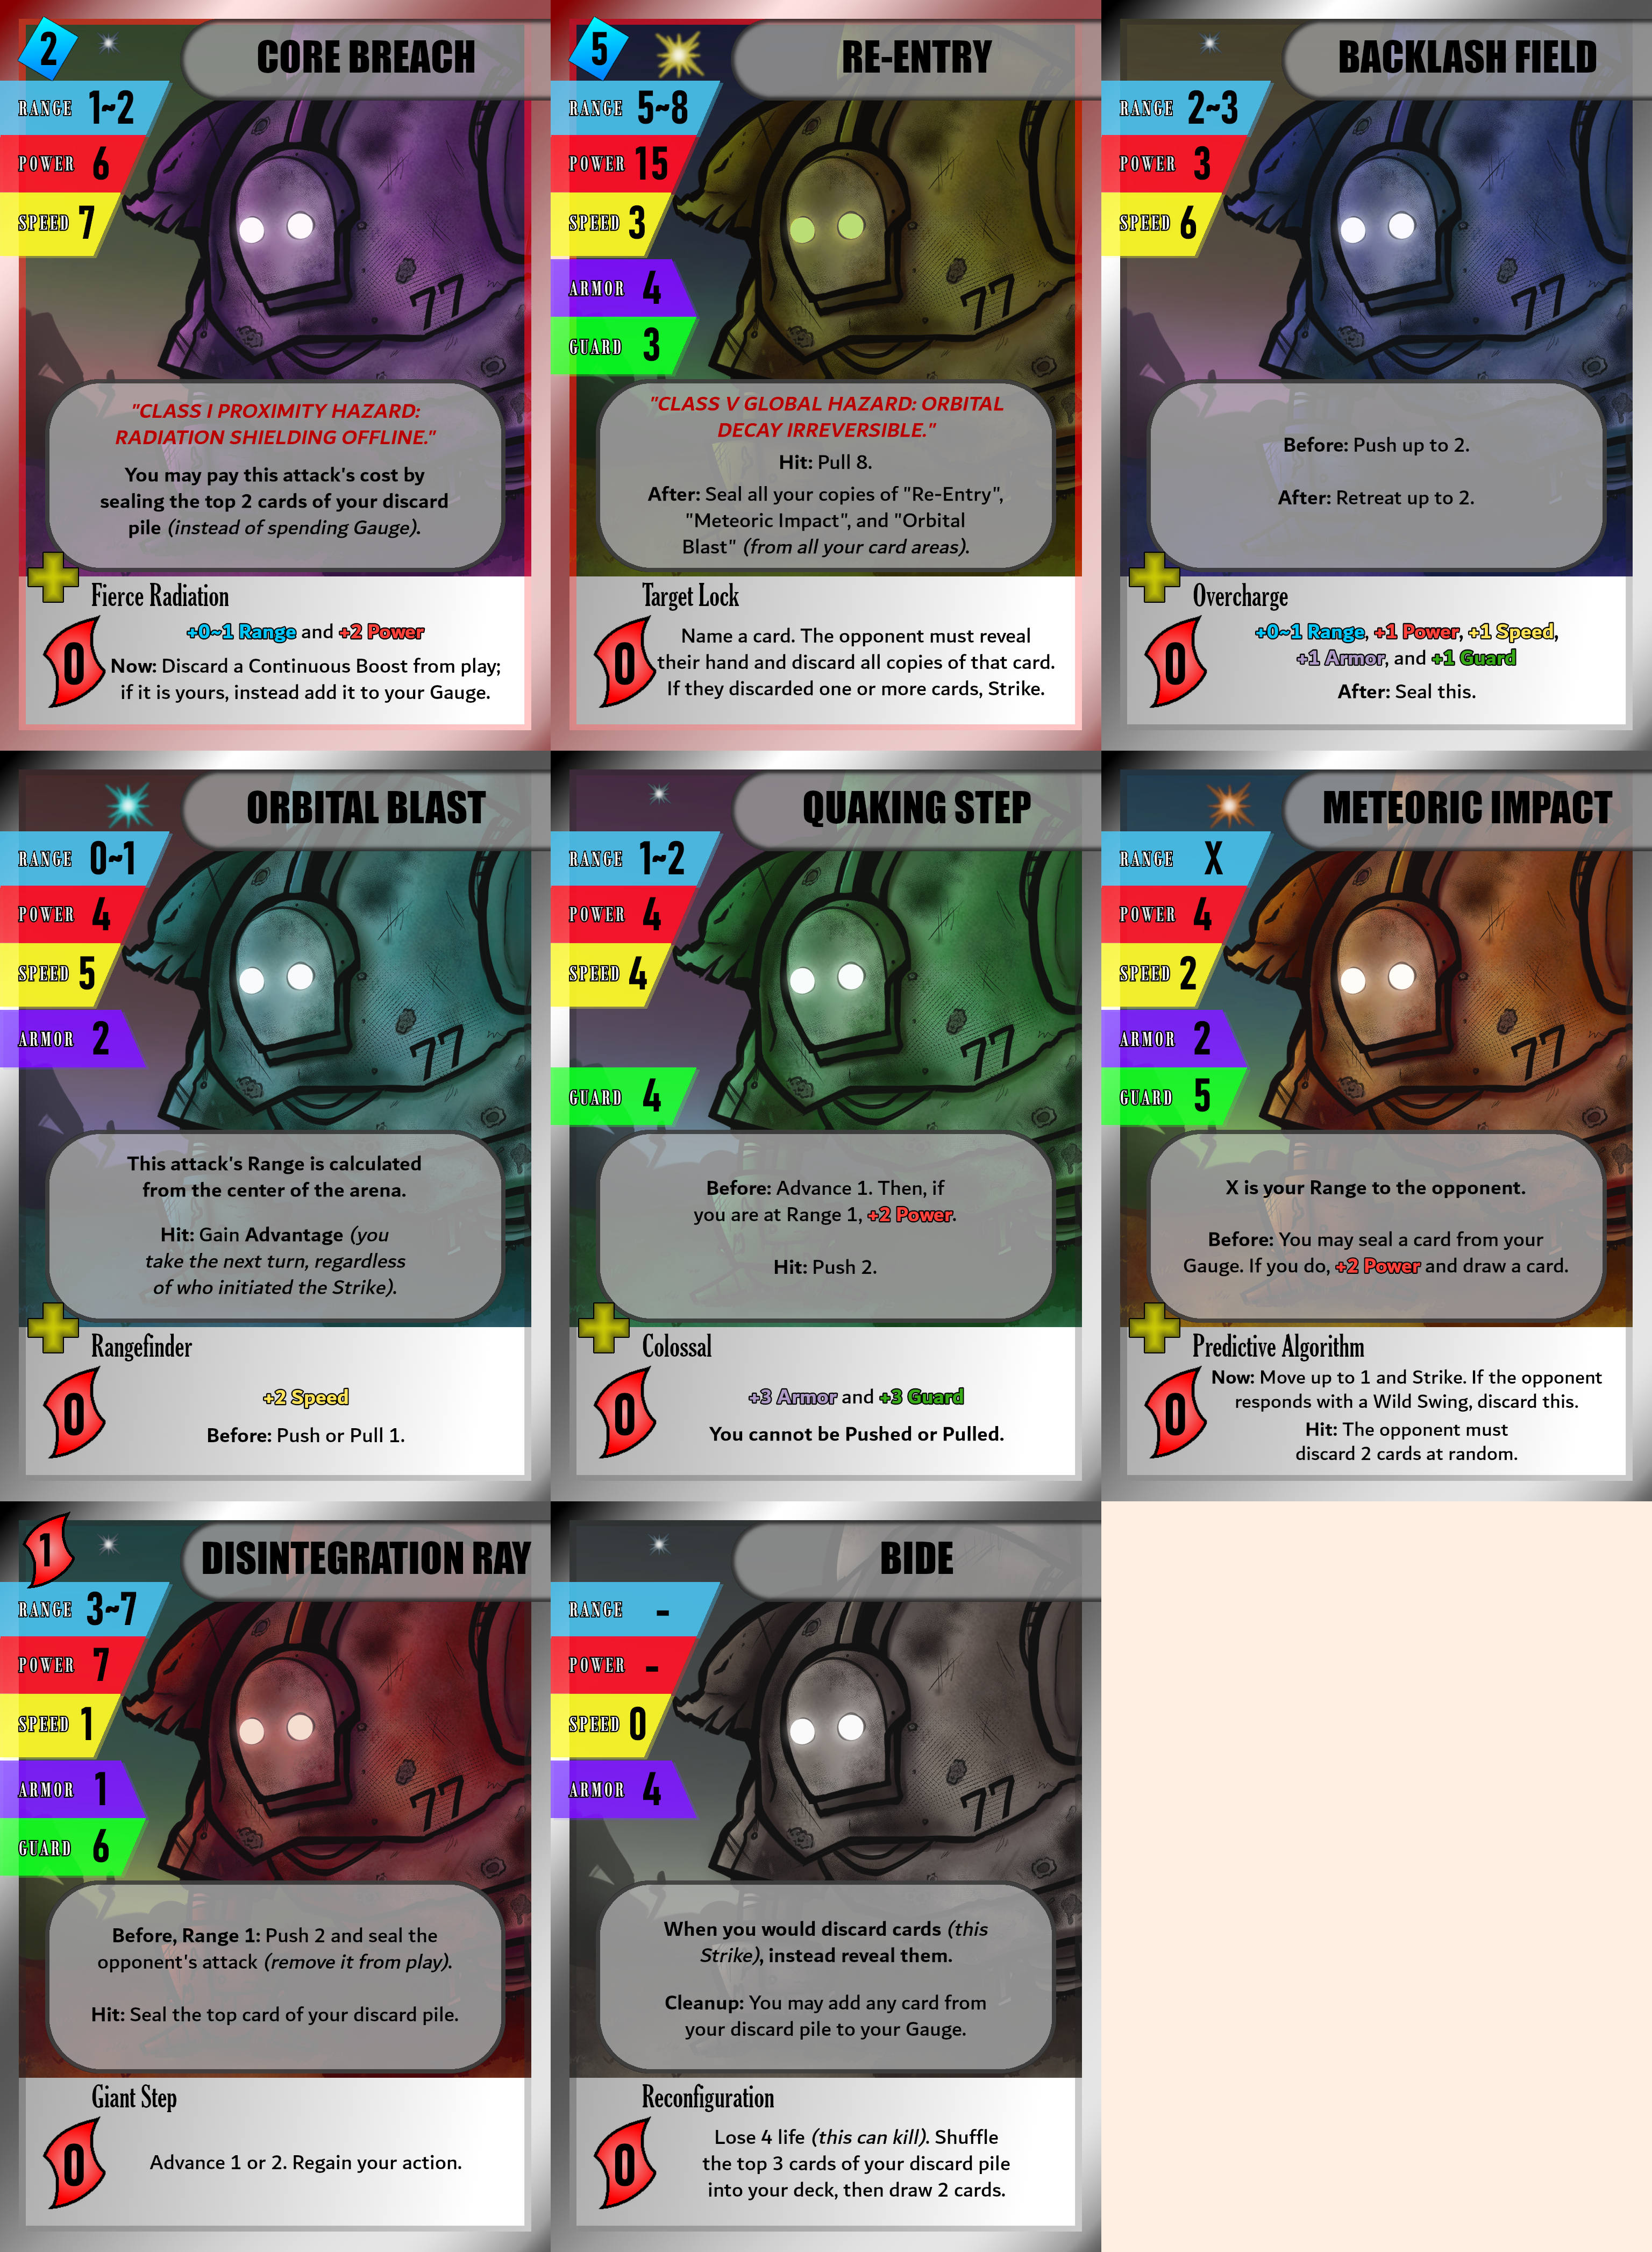 2
CORE BREACH
RANGE 1~2
POWER 6
SPEED 7
77
"CLASS I PROXIMITY HAZARD:
RADIATION SHIELDING OFFLINE."
You may pay this attack's cost by
sealing the top 2 cards of your discard
pile (instead of spending Gauge).
Fierce Radiation
0
+0~1 Range and +2 Power
Now: Discard a Continuous Boost from play;
if it is yours, instead add it to your Gauge.
5
RE-ENTRY
RANGE 5~8
POWER 15
SPEED 3
ARMOR 4
GUARD 3
77
"CLASS V GLOBAL HAZARD: ORBITAL
DECAY IRREVERSIBLE."
Hit: Pull 8.
After: Seal all your copies of "Re-Entry",
"Meteoric Impact", and "Orbital
Blast" (from all your card areas).
Target Lock
0
Name a card. The opponent must reveal
their hand and discard all copies of that card.
If they discarded one or more cards, Strike.
BACKLASH FIELD
RANGE 2~3
POWER 3
SPEED 6
77
Before: Push up to 2.
After: Retreat up to 2.
Overcharge
0
+0~1 Range, +1 Power, +1 Speed,
+1 Armor, and +1 Guard
After: Seal this.
ORBITAL BLAST
RANGE 0~1
POWER 4
SPEED 5
ARMOR 2
77
This attack's Range is calculated
from the center of the arena.
Hit: Gain Advantage (you
take the next turn, regardless
of who initiated the Strike).
Rangefinder
0
+2 Speed
Before: Push or Pull 1.
QUAKING STEP
RANGE 1~2
POWER 4
SPEED 4
GUARD 4
77
Before: Advance 1. Then, if
you are at Range 1, +2 Power.
Hit: Push 2.
Colossal
0
+3 Armor and +3 Guard
You cannot be Pushed or Pulled.
METEORIC IMPACT
RANGE X
POWER 4
SPEED 2
ARMOR 2
GUARD 5
77
X is your Range to the opponent.
Before: You may seal a card from your
Gauge. If you do, +2 Power and draw a card.
Predictive Algorithm
0
Now: Move up to 1 and Strike. If the opponent
responds with a Wild Swing, discard this.
Hit: The opponent must
discard 2 cards at random.
1
DISINTEGRATION RAY
RANGE 3~7
POWER 7
SPEED 1
ARMOR 1
GUARD 6
77
Before, Range 1: Push 2 and seal the
opponent's attack (remove it from play).
Hit: Seal the top card of your discard pile.
Giant Step
0
Advance 1 or 2. Regain your action.
BIDE
RANGE -
POWER -
SPEED 0
ARMOR 4
77
When you would discard cards (this
Strike), instead reveal them.
Cleanup: You may add any card from
your discard pile to your Gauge.
Reconfiguration
0
Lose 4 life (this can kill). Shuffle
the top 3 cards of your discard pile
into your deck, then draw 2 cards.